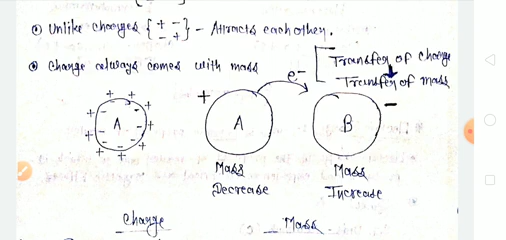 ① Unlike charges { + - - + } - Attracts each other.
② Charge always comes with mass
[ Transfer of charge
Transfer of mass
e-
+ A B -
A
Mass Decrease
Mass Increase
Charge Mass